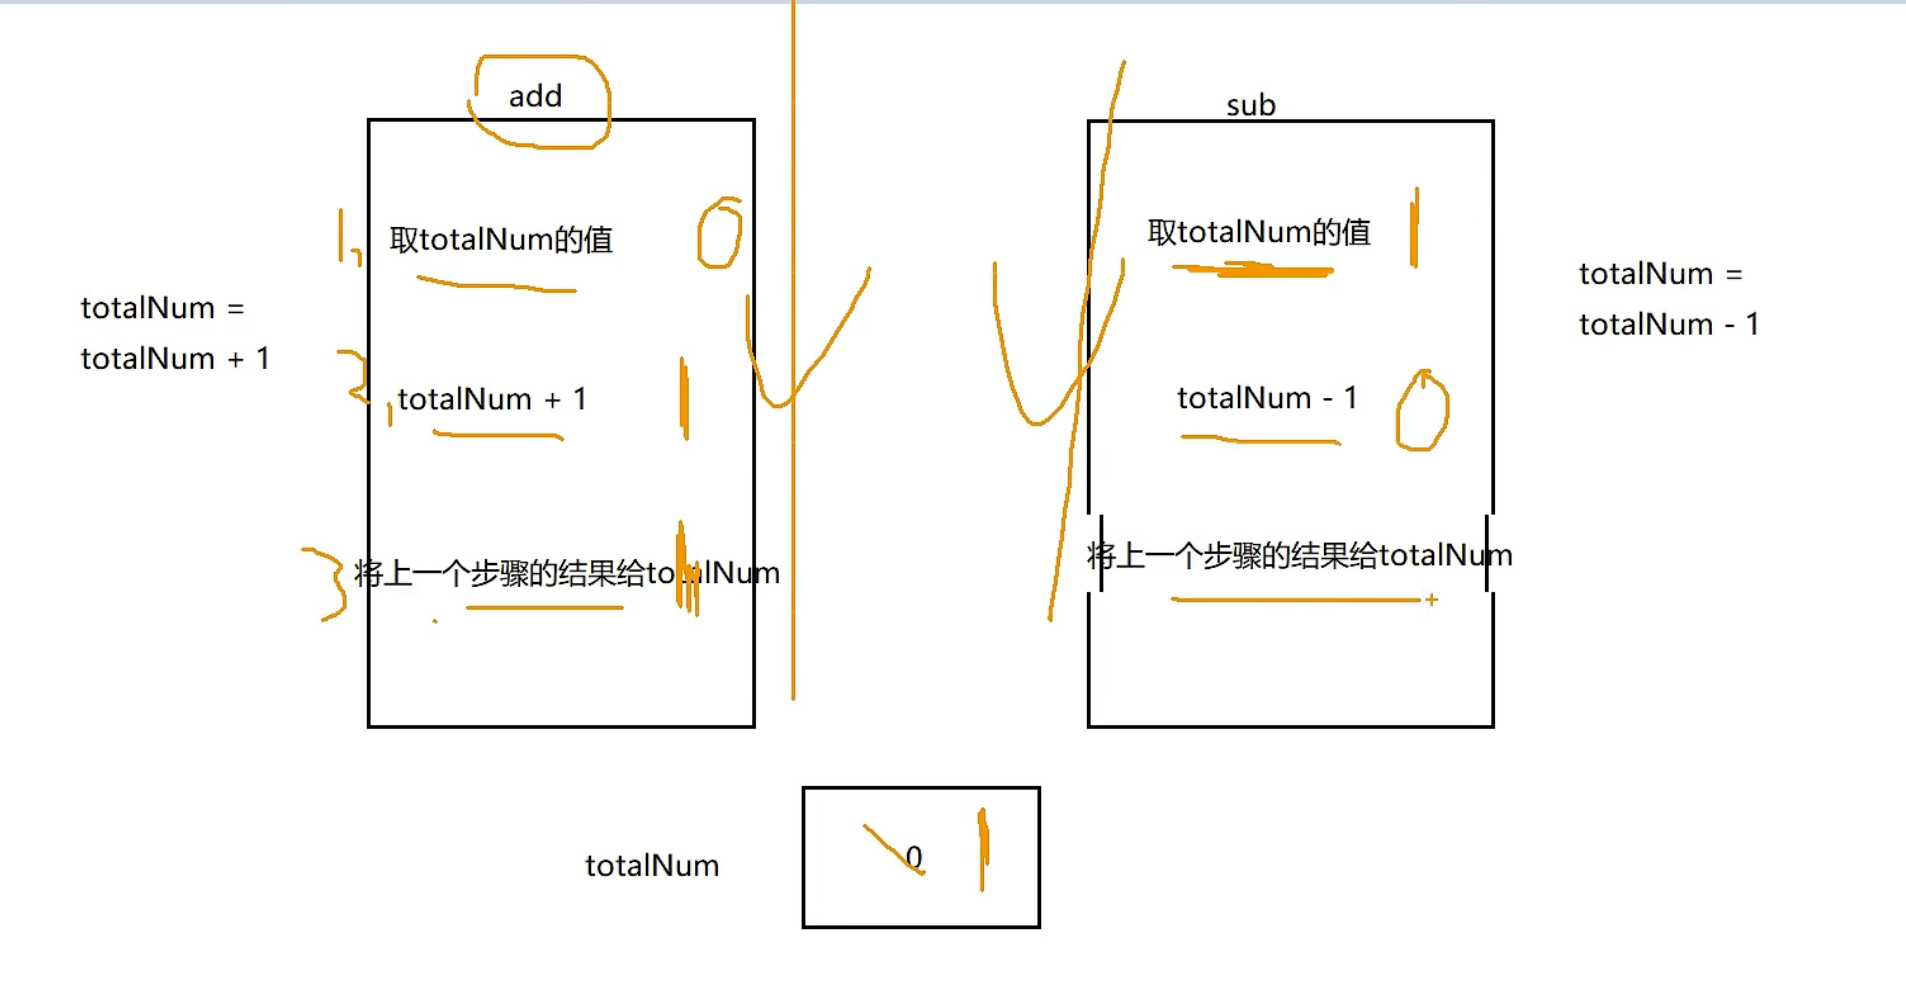 add
sub
1,
取totalNum的值
0
取totalNum的值
1
totalNum =
totalNum + 1
totalNum =
totalNum - 1
2,
totalNum + 1
1
totalNum - 1
0
3
将上一个步骤的结果给totalNum
1
将上一个步骤的结果给totalNum
totalNum
0
1